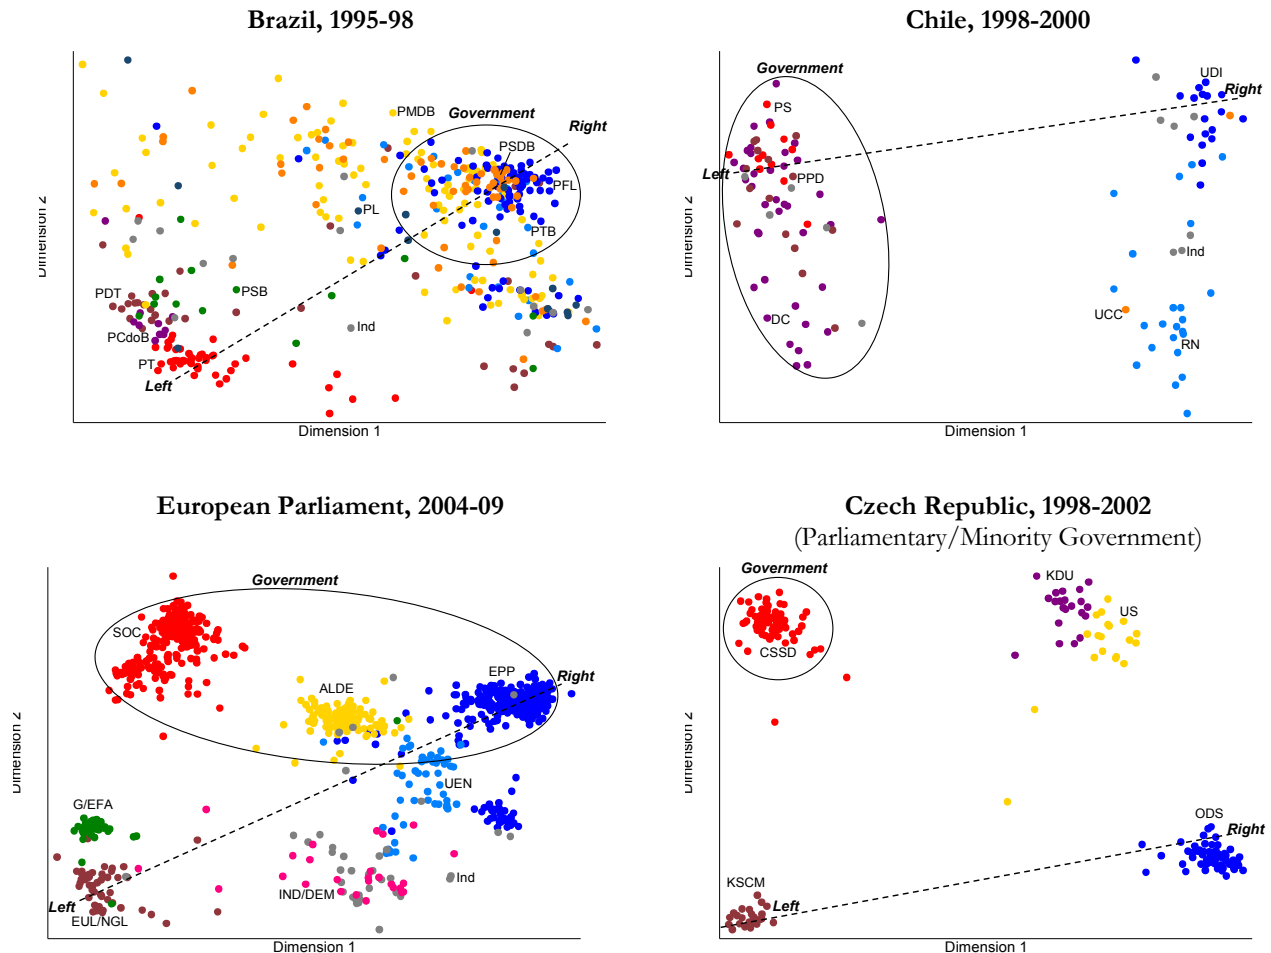 Brazil, 1995-98
Dimension 2
Government
Right
PMDB
PSDB
PFL
PL
PTB
PDT
PSB
Ind
PCdoB
PT
Left
Dimension 1
Chile, 1998-2000
Dimension 2
Government
UDI
Right
PS
Left
PPD
Ind
DC
UCC
RN
Dimension 1
European Parliament, 2004-09
Dimension 2
Government
SOC
EPP
Right
ALDE
UEN
G/EFA
Ind
IND/DEM
Left
EUL/NGL
Dimension 1
Czech Republic, 1998-2002
(Parliamentary/Minority Government)
Dimension 2
Government
KDU
US
CSSD
ODS
Right
KSCM
Left
Dimension 1